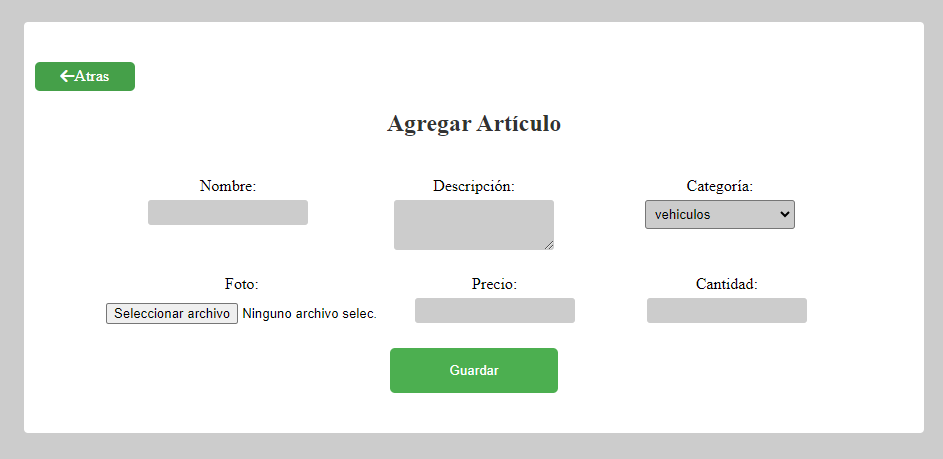 Atras
Agregar Artículo
Nombre: Descripción: Categoría:
vehiculos
Foto: Precio: Cantidad:
Seleccionar archivo Ninguno archivo selec.
Guardar